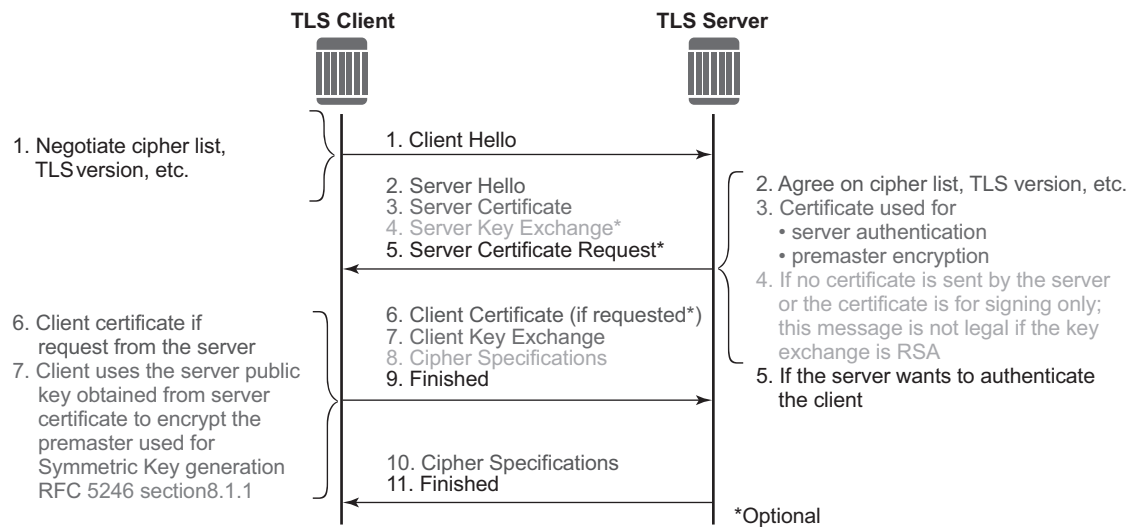 TLS Client
TLS Server
1. Negotiate cipher list,
TLS version, etc.
1. Client Hello
2. Server Hello
3. Server Certificate
4. Server Key Exchange*
5. Server Certificate Request*
2. Agree on cipher list, TLS version, etc.
3. Certificate used for
• server authentication
• premaster encryption
4. If no certificate is sent by the server
or the certificate is for signing only;
this message is not legal if the key
exchange is RSA
5. If the server wants to authenticate
the client
6. Client certificate if
request from the server
7. Client uses the server public
key obtained from server
certificate to encrypt the
premaster used for
Symmetric Key generation
RFC 5246 section8.1.1
6. Client Certificate (if requested*)
7. Client Key Exchange
8. Cipher Specifications
9. Finished
10. Cipher Specifications
11. Finished
*Optional